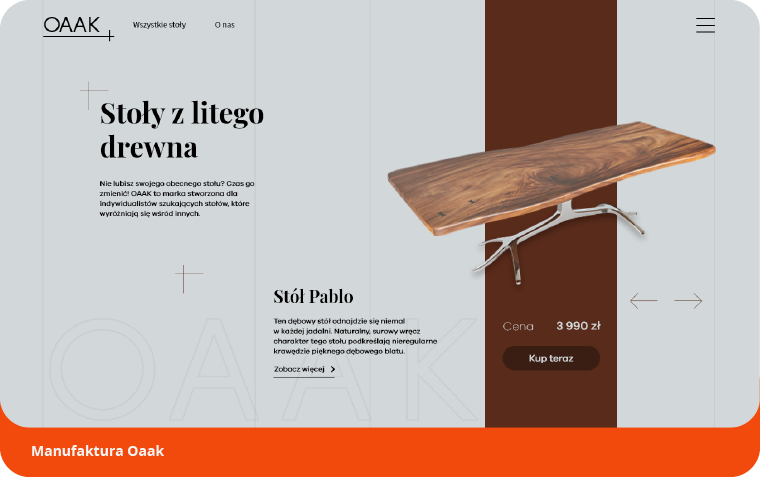 OAAK
Wszystkie stoły
O nas
Stoły z litego
drewna
Nie lubisz swojego obecnego stołu? Czas go
zmienić! OAAK to marka stworzona dla
indywidualistów szukających stołów, które
wyróżniają się wśród innych.
Stół Pablo
Ten dębowy stół odnajdzie się niemal
w każdej jadalni. Naturalny, surowy wręcz
charakter tego stołu podkreślają nieregularne
krawędzie pięknego dębowego blatu.
Zobacz więcej
Cena 3 990 zł
Kup teraz
OAAK
Manufaktura Oaak